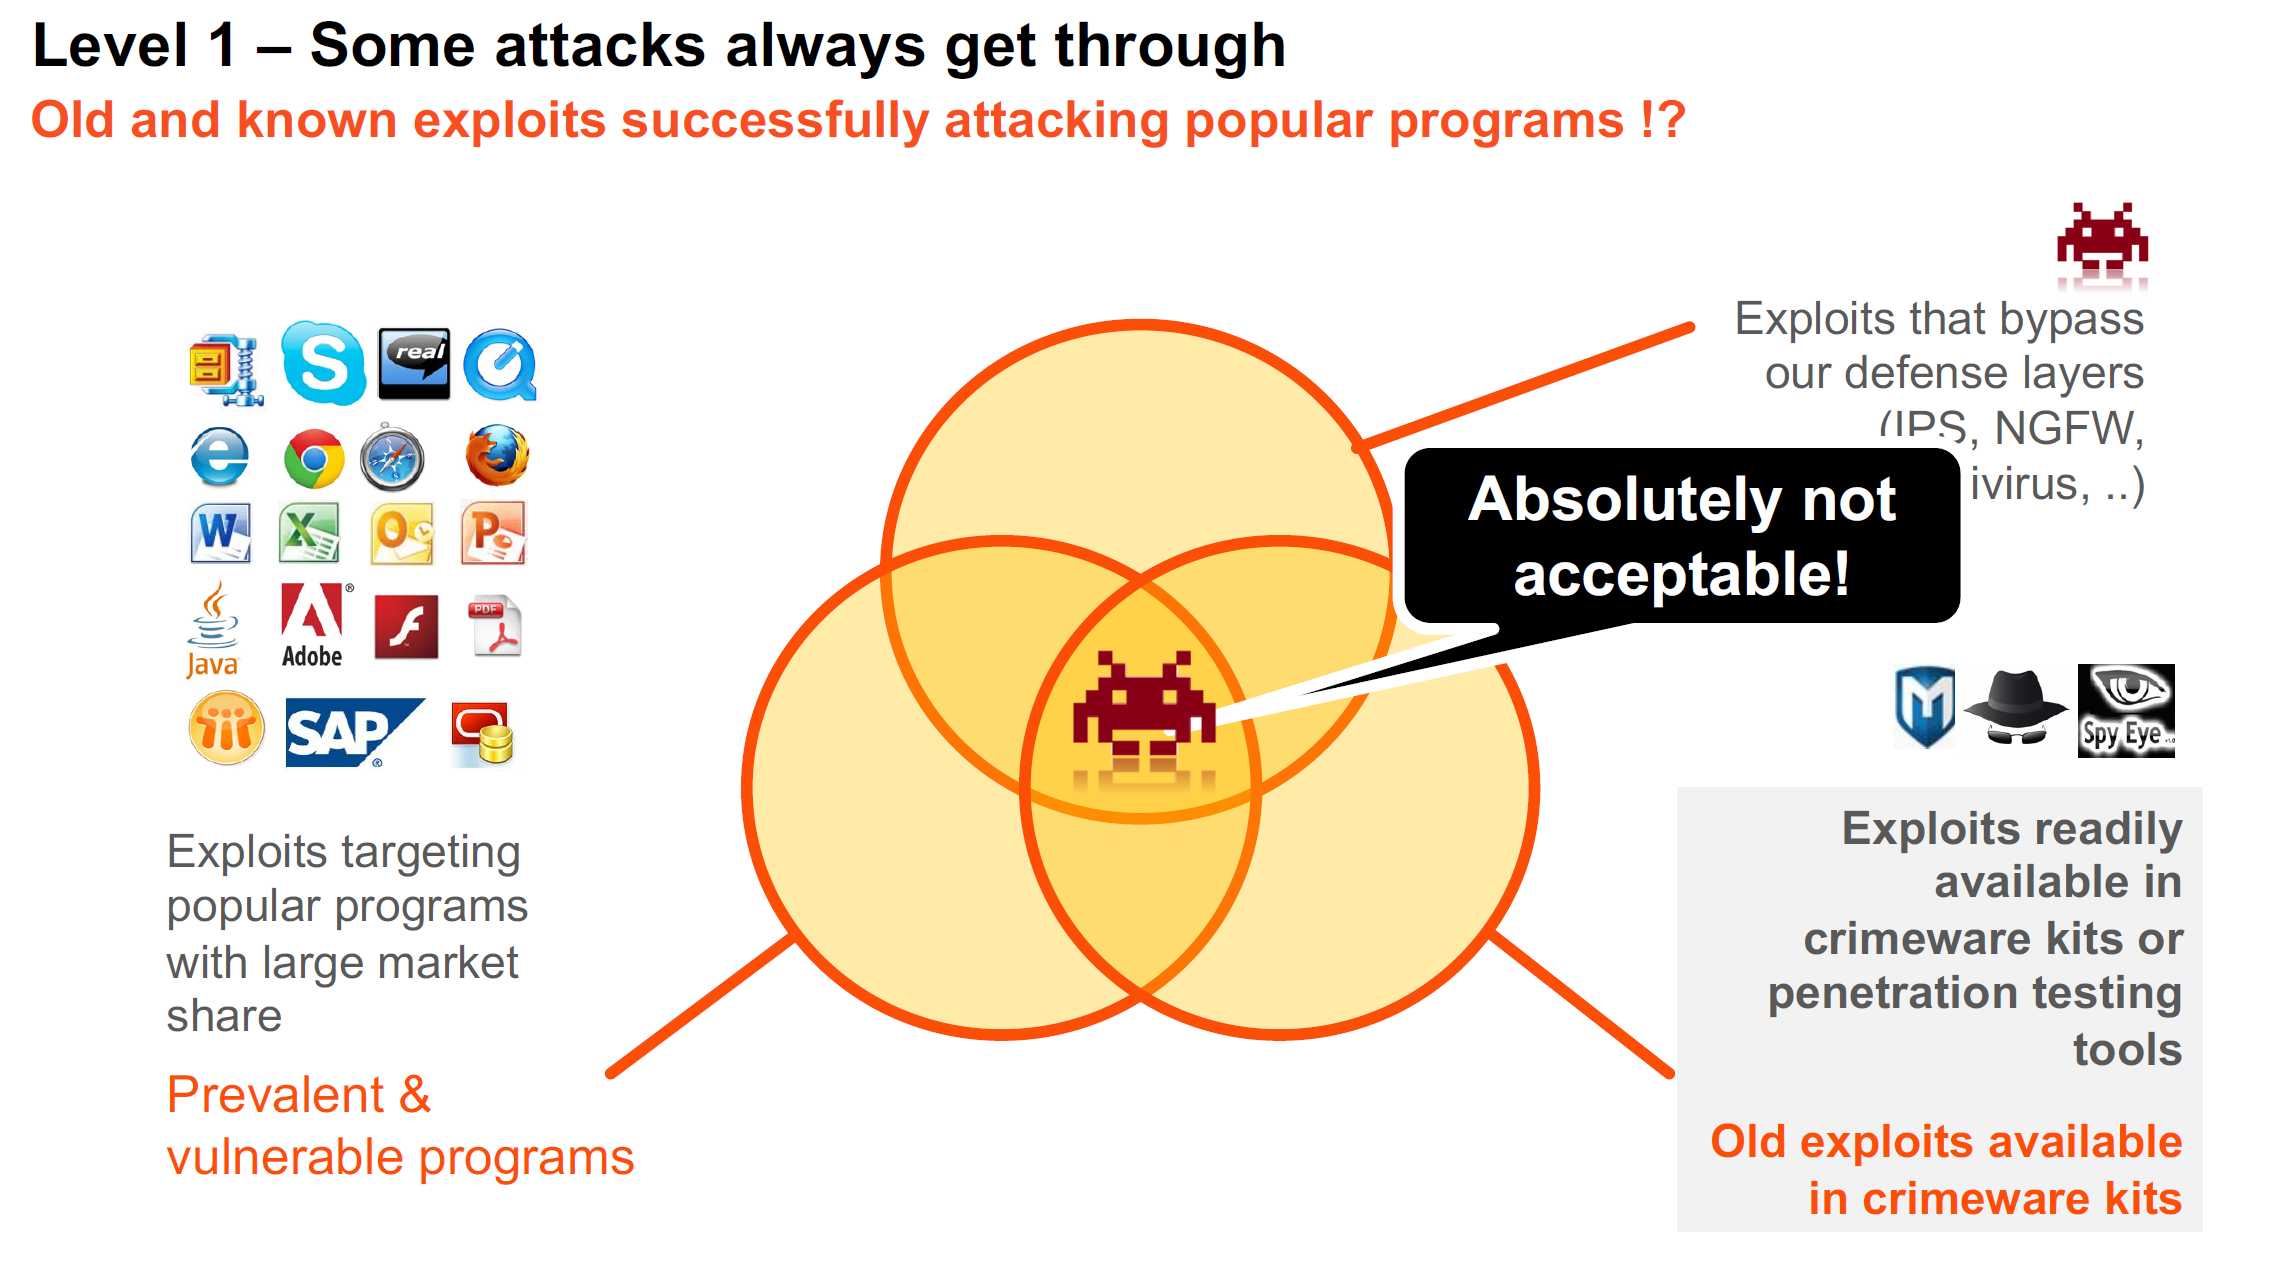 Level 1 – Some attacks always get through
Old and known exploits successfully attacking popular programs !?
Exploits that bypass
our defense layers
(IPS, NGFW,
ivirus, ..)
Absolutely not
acceptable!
S
real
W
X
O
P
Java
Adobe
PDF
SAP
M
Spy Eye
Exploits targeting
popular programs
with large market
share
Prevalent &
vulnerable programs
Exploits readily
available in
crimeware kits or
penetration testing
tools
Old exploits available
in crimeware kits